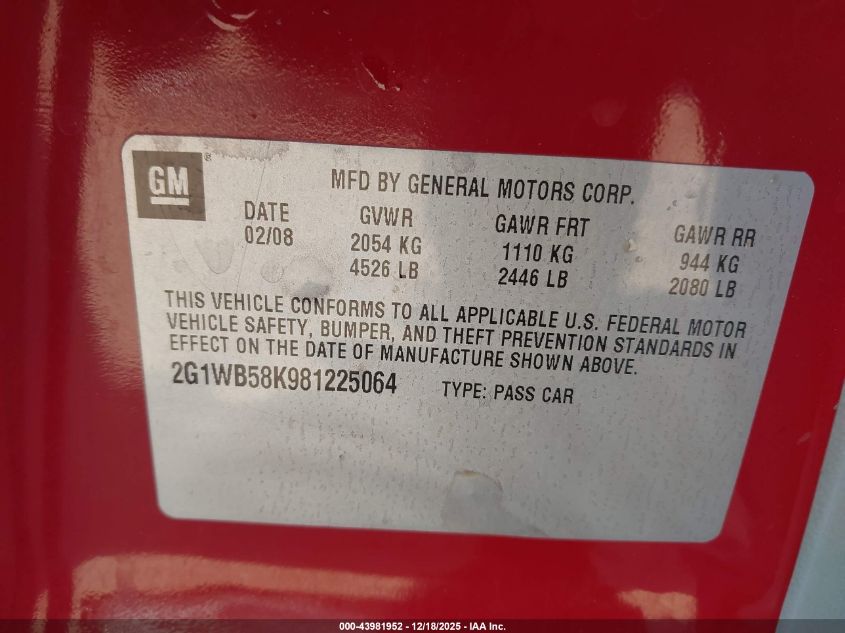 GM®
MFD BY GENERAL MOTORS CORP.
DATE GVWR GAWR FRT GAWR RR
02/08 2054 KG 1110 KG 944 KG
4526 LB 2446 LB 2080 LB
THIS VEHICLE CONFORMS TO ALL APPLICABLE U.S. FEDERAL MOTOR
VEHICLE SAFETY, BUMPER, AND THEFT PREVENTION STANDARDS IN
EFFECT ON THE DATE OF MANUFACTURE SHOWN ABOVE.
2G1WB58K981225064 TYPE: PASS CAR
000-43981952 - 12/18/2025 - IAA Inc.